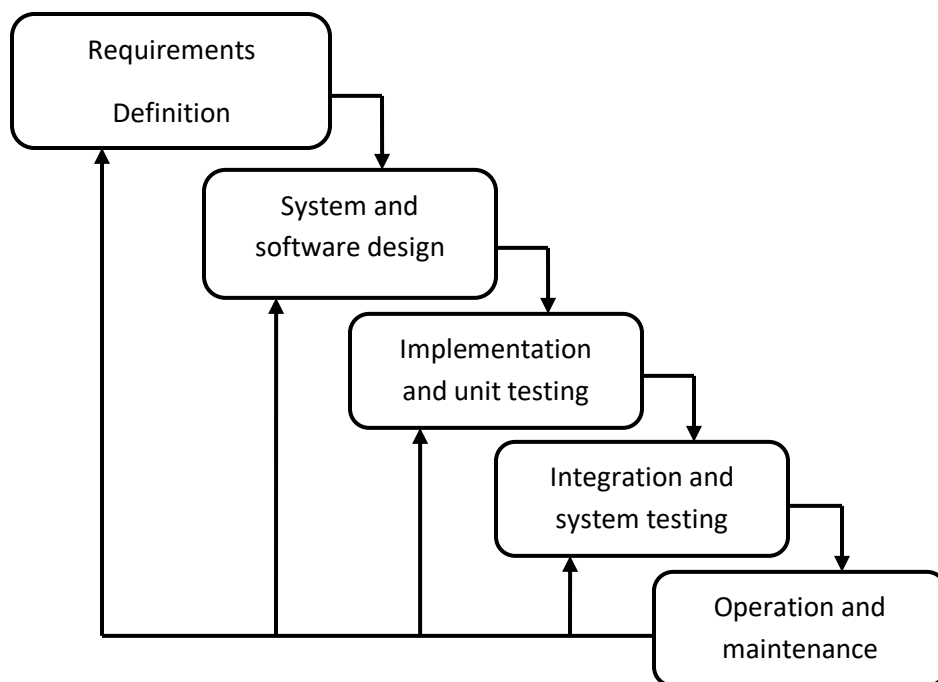 Requirements
Definition
System and
software design
Implementation
and unit testing
Integration and
system testing
Operation and
maintenance